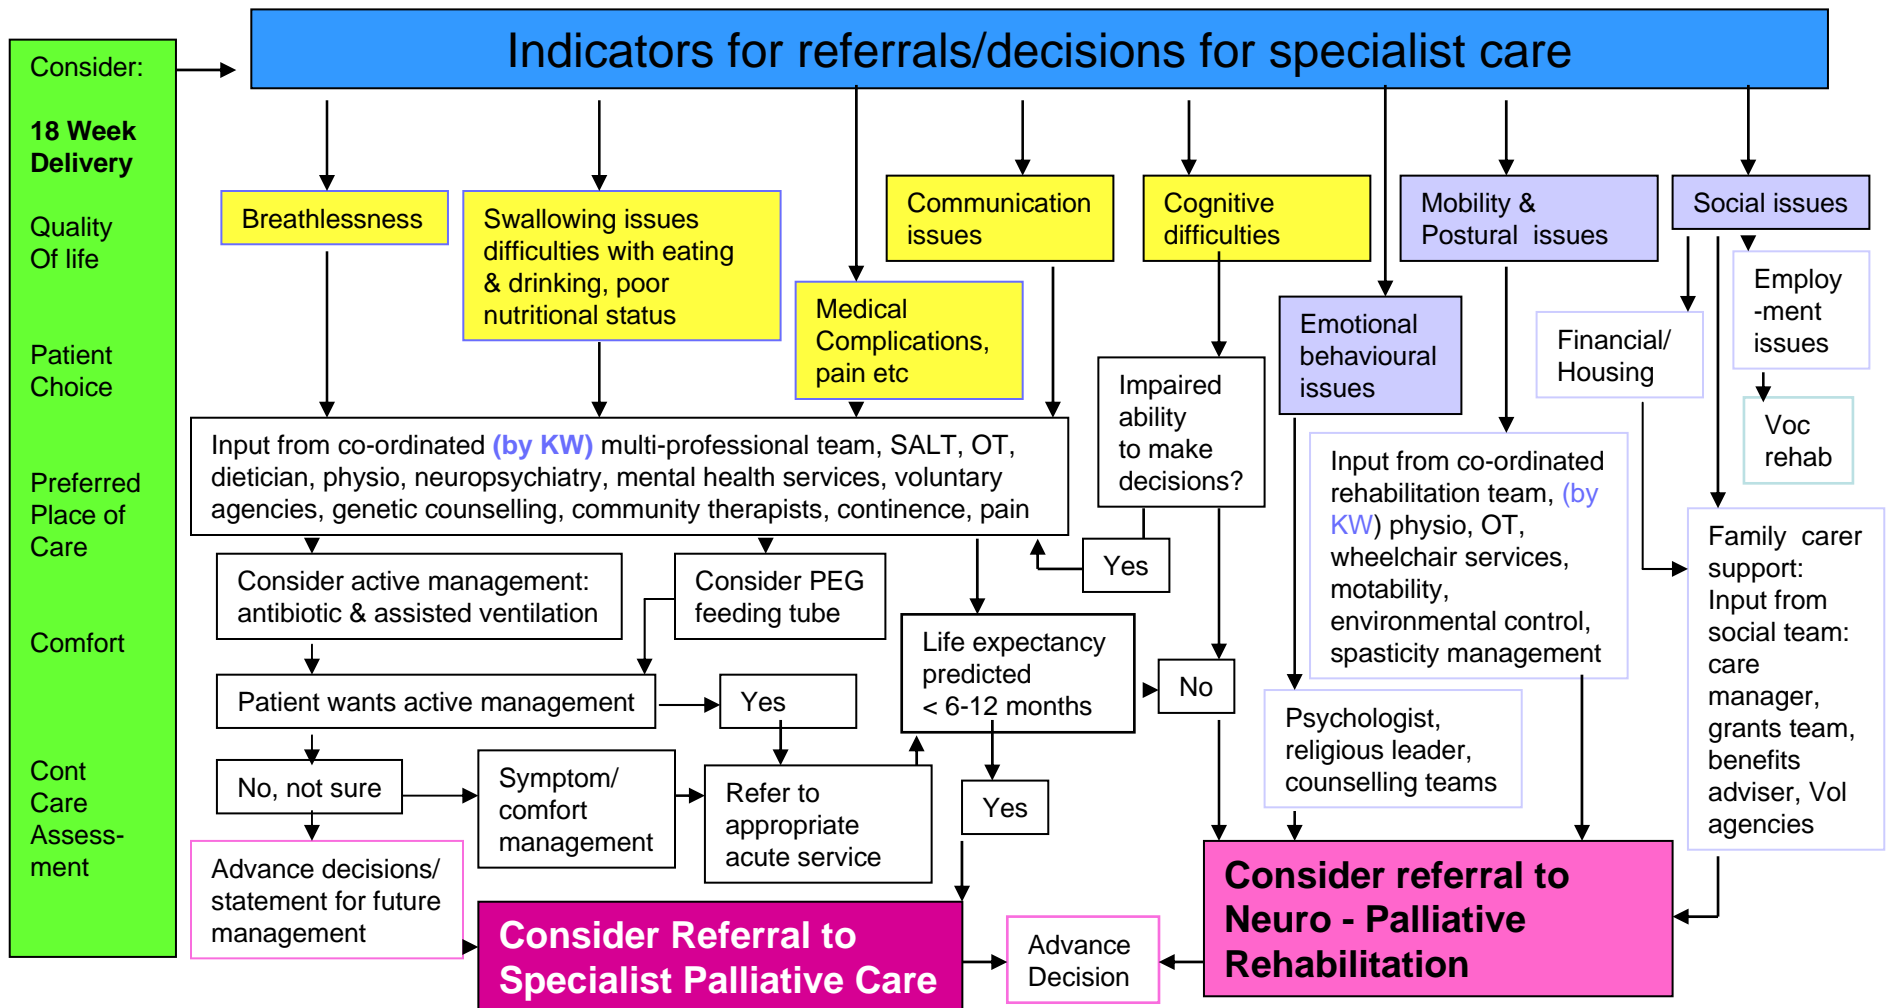 Indicators for referrals/decisions for specialist care
Consider:
18 Week
Delivery
Quality
Of life
Patient
Choice
Preferred
Place of
Care
Comfort
Cont
Care
Assess-
ment
Breathlessness
Swallowing issues
difficulties with eating
& drinking, poor
nutritional status
Medical
Complications,
pain etc
Communication
issues
Cognitive
difficulties
Emotional
behavioural
issues
Mobility &
Postural issues
Social issues
Employ
-ment
issues
Financial/
Housing
Voc
rehab
Impaired
ability
to make
decisions?
Input from co-ordinated (by KW) multi-professional team, SALT, OT,
dietician, physio, neuropsychiatry, mental health services, voluntary
agencies, genetic counselling, community therapists, continence, pain
Input from co-ordinated
rehabilitation team, (by
KW) physio, OT,
wheelchair services,
motability,
environmental control,
spasticity management
Family carer
support:
Input from
social team:
care
manager,
grants team,
benefits
adviser, Vol
agencies
Consider active management:
antibiotic & assisted ventilation
Consider PEG
feeding tube
Yes
Life expectancy
predicted
< 6-12 months
No
Patient wants active management
Yes
Psychologist,
religious leader,
counselling teams
No, not sure
Symptom/
comfort
management
Refer to
appropriate
acute service
Yes
Advance decisions/
statement for future
management
Consider Referral to
Specialist Palliative Care
Advance
Decision
Consider referral to
Neuro - Palliative
Rehabilitation